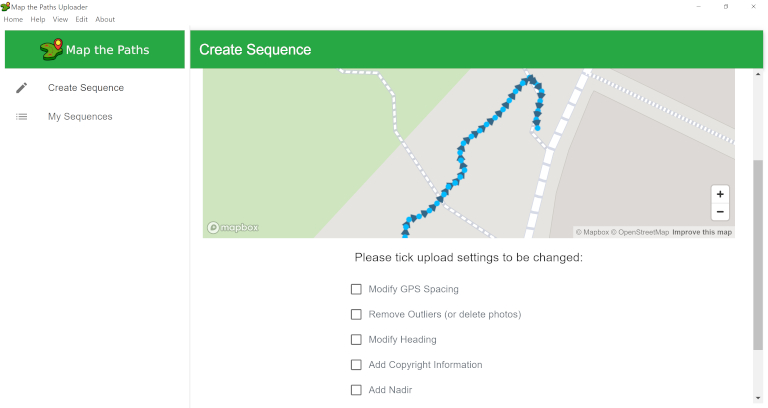 Map the Paths Uploader
Home Help View Edit About
Map the Paths
Create Sequence
Create Sequence
My Sequences
+
−
mapbox
© Mapbox © OpenStreetMap Improve this map
Please tick upload settings to be changed:
Modify GPS Spacing
Remove Outliers (or delete photos)
Modify Heading
Add Copyright Information
Add Nadir